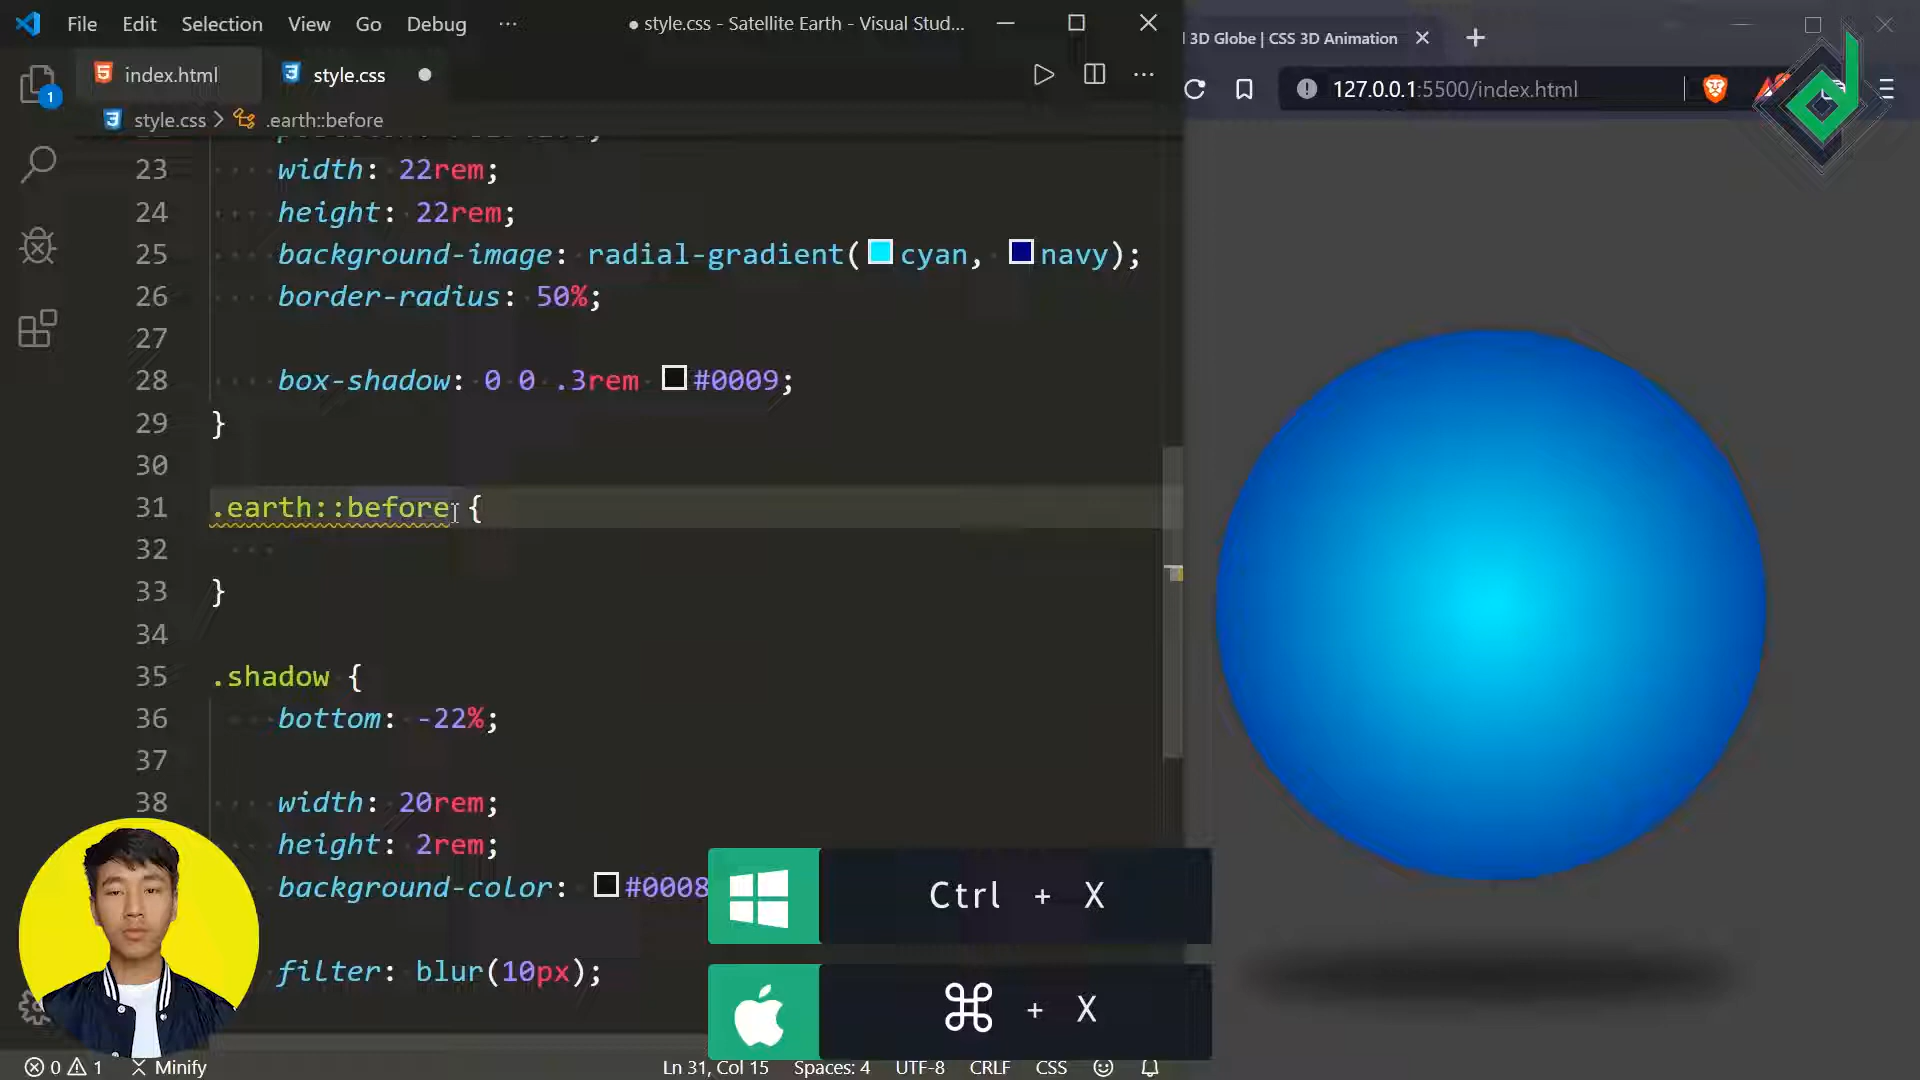 File Edit Selection View Go Debug ··· ● style.css - Satellite Earth - Visual Stud...
3D Globe | CSS 3D Animation
index.html
style.css
127.0.0.1:5500/index.html
1
style.css > .earth::before
23 width: 22rem;
24 height: 22rem;
25 background-image: radial-gradient(cyan, navy);
26 border-radius: 50%;
27
28 box-shadow: 0 0 .3rem #0009;
29 }
30
31 .earth::before {
32
33 }
34
35 .shadow {
36 bottom: -22%;
37
38 width: 20rem;
height: 2rem;
background-color: #0008
filter: blur(10px);
Ctrl + X
⌘ + X
0 1 Minify Ln 31, Col 15 Spaces: 4 UTF-8 CRLF CSS